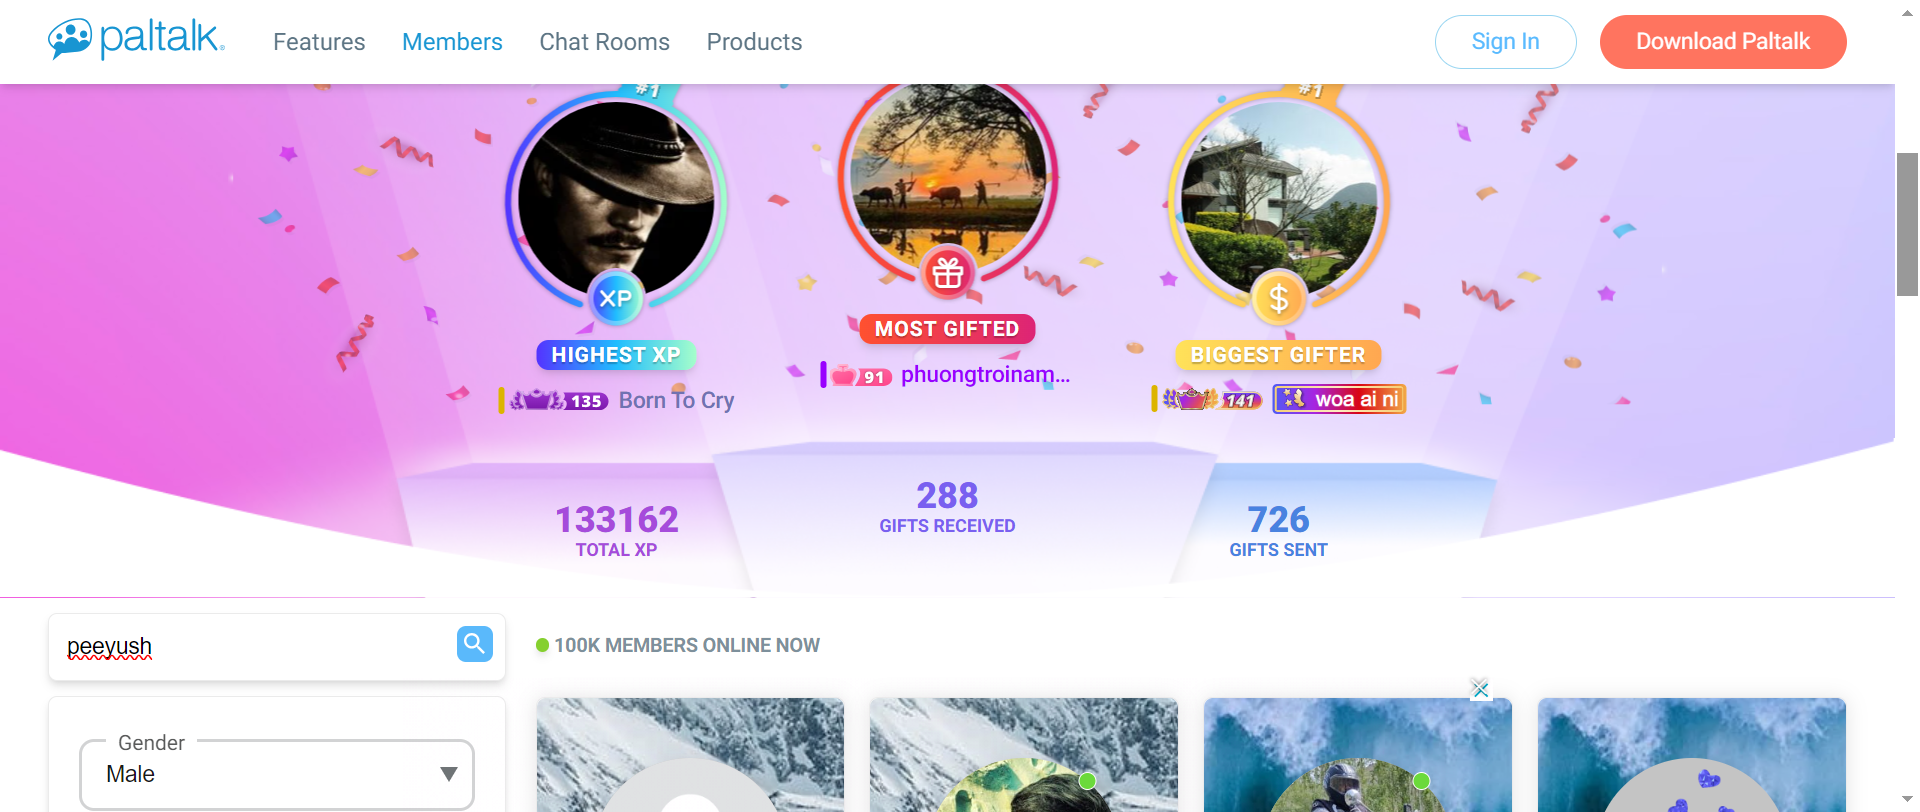 paltalk
Features Members Chat Rooms Products Sign In Download Paltalk
#1 #1
XP $
HIGHEST XP MOST GIFTED BIGGEST GIFTER
135 Born To Cry
91 phuongtroinam...
141 woa ai ni
133162
TOTAL XP
288
GIFTS RECEIVED
726
GIFTS SENT
peeyush
100K MEMBERS ONLINE NOW
Gender
Male